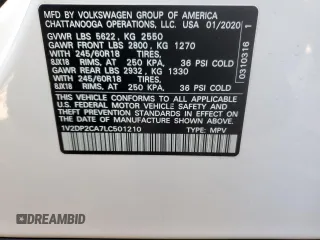 MFR. BY VOLKSWAGEN GROUP OF AMERICA
CHATTANOOGA OPERATIONS, LLC. USA 01/2020
GVWR LBS 5622, KG 2550
GAWR FRONT LBS 2800, KG 1270
WITH 245/60R18 TIRES,
8JX18 RIMS, AT 250 KPA, 36 PSI COLD
GAWR REAR LBS 2932, KG 1330
WITH 245/60R18 TIRES,
8JX18 RIMS, AT 250 KPA, 36 PSI COLD
THIS VEHICLE CONFORMS TO ALL APPLICABLE
FEDERAL MOTOR VEHICLE SAFETY AND THEFT
PREVENTION STANDARDS IN EFFECT ON THE
DATE OF MANUFACTURE SHOWN ABOVE.
1V2DP2CA7LC501210 TYPE: MPV
1
0310316
DREAMBID